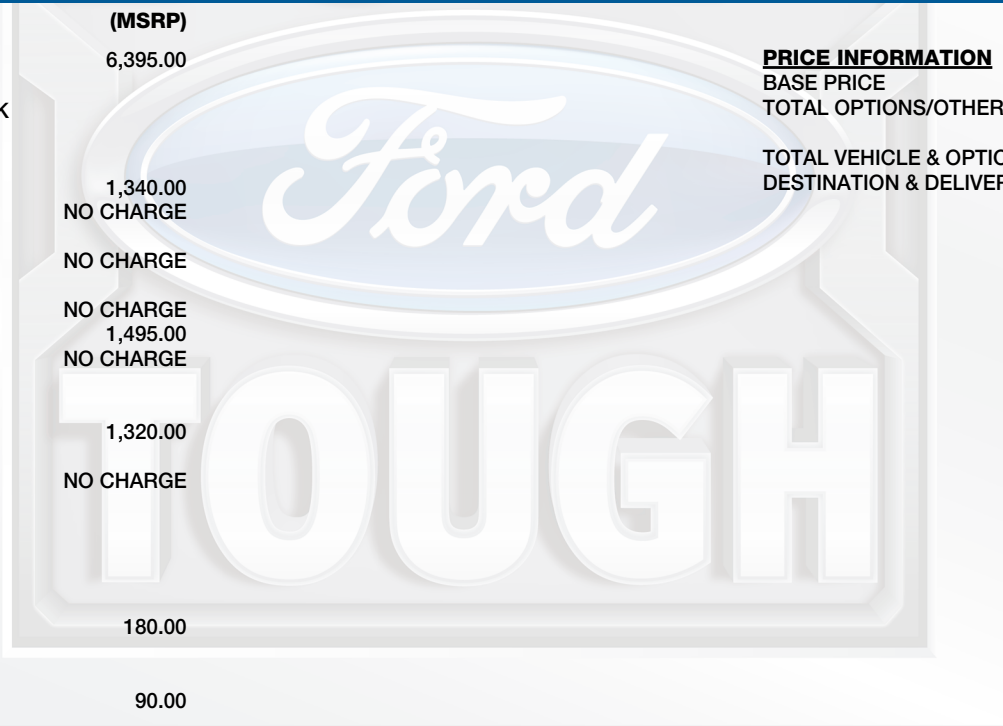 (MSRP)
6,395.00
K
1,340.00
NO CHARGE
NO CHARGE
NO CHARGE
1,495.00
NO CHARGE
1,320.00
NO CHARGE
180.00
90.00
PRICE INFORMATION
BASE PRICE
TOTAL OPTIONS/OTHER
TOTAL VEHICLE & OPTIO
DESTINATION & DELIVER
Ford
TOUGH